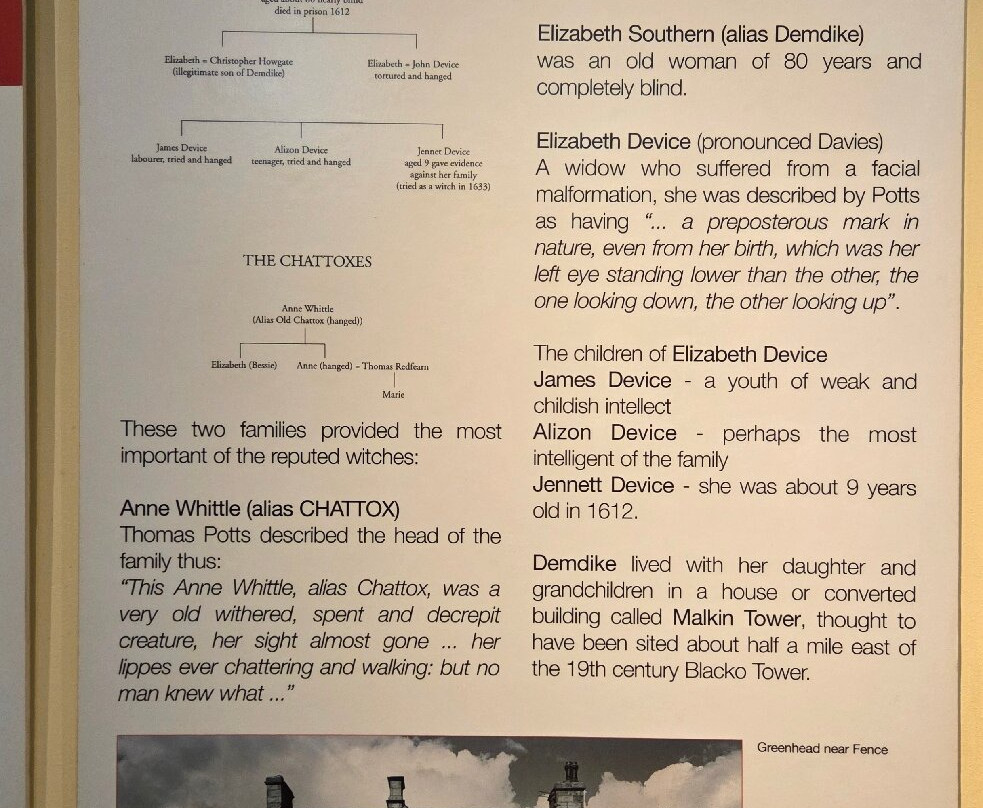 died in prison 1612
Elizabeth = Christopher Howgate
(illegitimate son of Demdike)
Elizabeth = John Device
tortured and hanged
James Device
labourer, tried and hanged
Alizon Device
teenager, tried and hanged
Jennet Device
aged 9 gave evidence
against her family
(tried as a witch in 1633)
THE CHATTOXES
Anne Whittle
(Alias Old Chattox (hanged))
Elizabeth (Bessie)
Anne (hanged) = Thomas Redfearn
Marie
These two families provided the most
important of the reputed witches:
Anne Whittle (alias CHATTOX)
Thomas Potts described the head of the
family thus:
“This Anne Whittle, alias Chattox, was a
very old withered, spent and decrepit
creature, her sight almost gone ... her
lippes ever chattering and walking: but no
man knew what ...”
Elizabeth Southern (alias Demdike)
was an old woman of 80 years and
completely blind.
Elizabeth Device (pronounced Davies)
A widow who suffered from a facial
malformation, she was described by Potts
as having “... a preposterous mark in
nature, even from her birth, which was her
left eye standing lower than the other, the
one looking down, the other looking up”.
The children of Elizabeth Device
James Device - a youth of weak and
childish intellect
Alizon Device - perhaps the most
intelligent of the family
Jennett Device - she was about 9 years
old in 1612.
Demdike lived with her daughter and
grandchildren in a house or converted
building called Malkin Tower, thought to
have been sited about half a mile east of
the 19th century Blacko Tower.
Greenhead near Fence